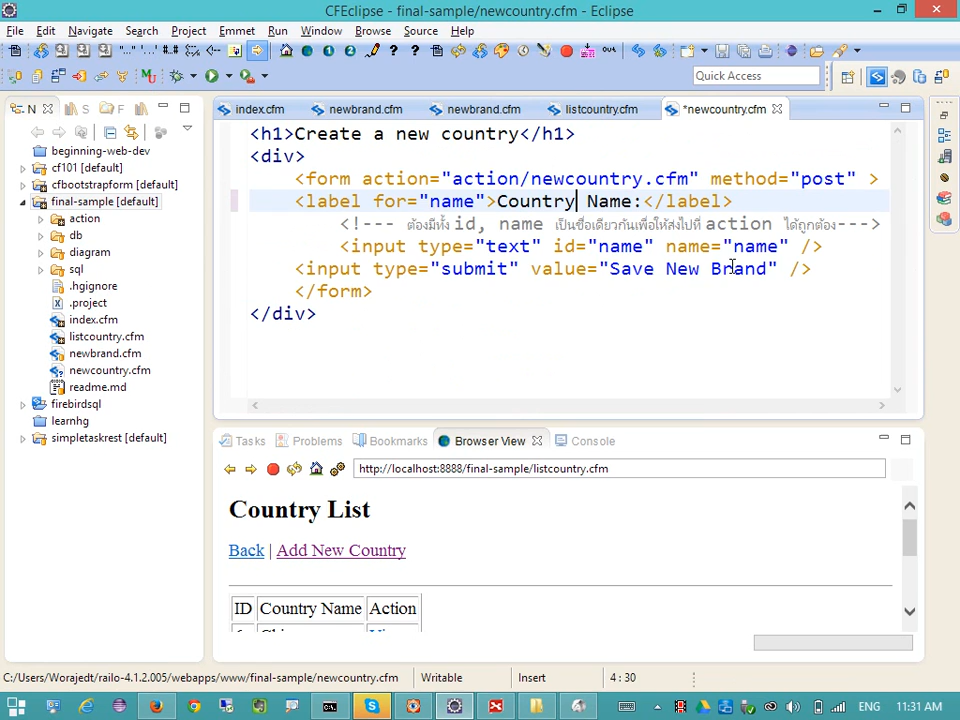 CFEclipse - final-sample/newcountry.cfm - Eclipse
File Edit Navigate Search Project Emmet Run Window Browse Source Help
Quick Access
N S F
index.cfm newbrand.cfm newbrand.cfm listcountry.cfm *newcountry.cfm
beginning-web-dev
cf101 [default]
cfbootstrapform [default]
final-sample [default]
action
db
diagram
sql
.hgignore
.project
index.cfm
listcountry.cfm
newbrand.cfm
newcountry.cfm
readme.md
firebirdsql
learnhg
simpletaskrest [default]
<h1>Create a new country</h1>
<div>
<form action="action/newcountry.cfm" method="post" >
<label for="name">Country Name:</label>
<!--- ต้องมีทั้ง id, name เป็นชื่อเดียวกันเพื่อให้ส่งไปที่ action ได้ถูกต้อง--->
<input type="text" id="name" name="name" />
<input type="submit" value="Save New Brand" />
</form>
</div>
Tasks Problems Bookmarks Browser View Console
http://localhost:8888/final-sample/listcountry.cfm
Country List
Back | Add New Country
ID Country Name Action
C:/Users/Worajedt/railo-4.1.2.005/webapps/www/final-sample/newcountry.cfm Writable Insert 4 : 30
ENG 11:31 AM